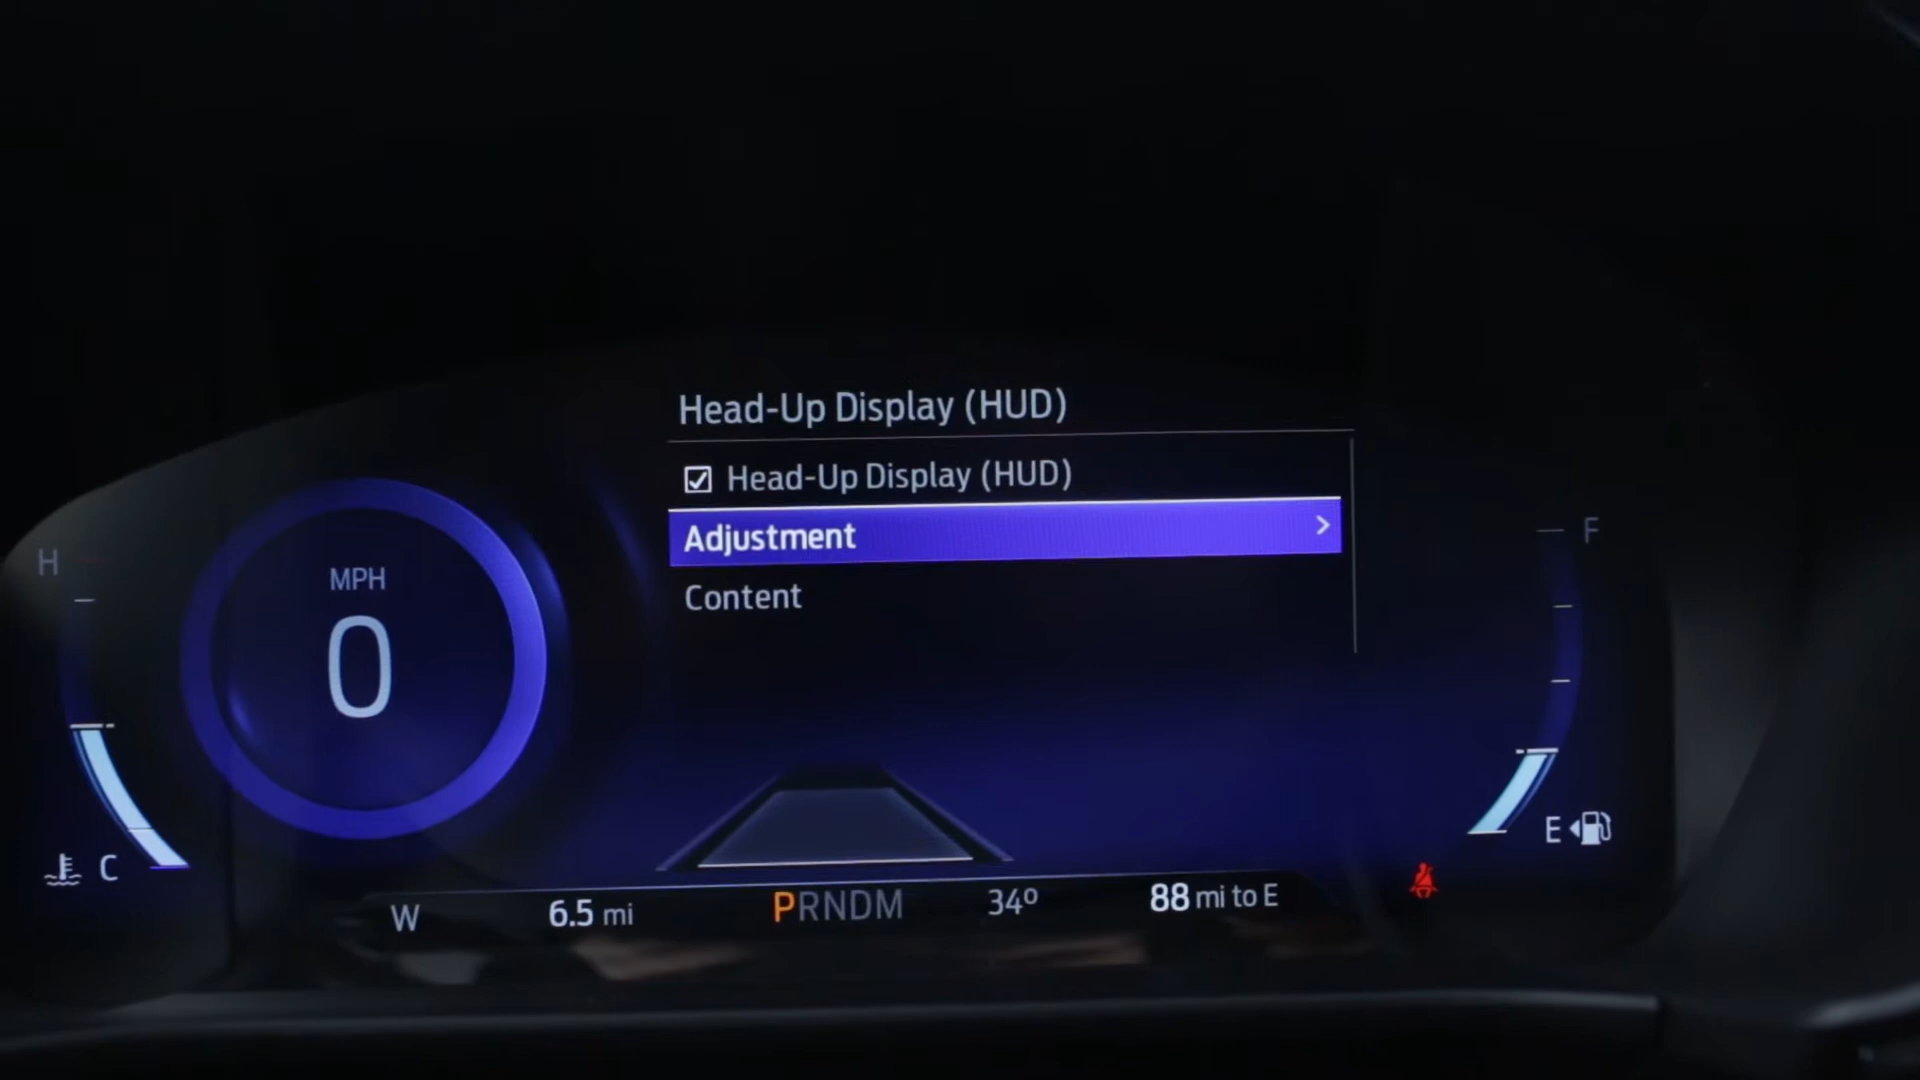 Head-Up Display (HUD)
Head-Up Display (HUD)
Adjustment
Content
H
MPH
0
C
F
E
W
6.5 mi
PRNDM
34º
88 mi to E